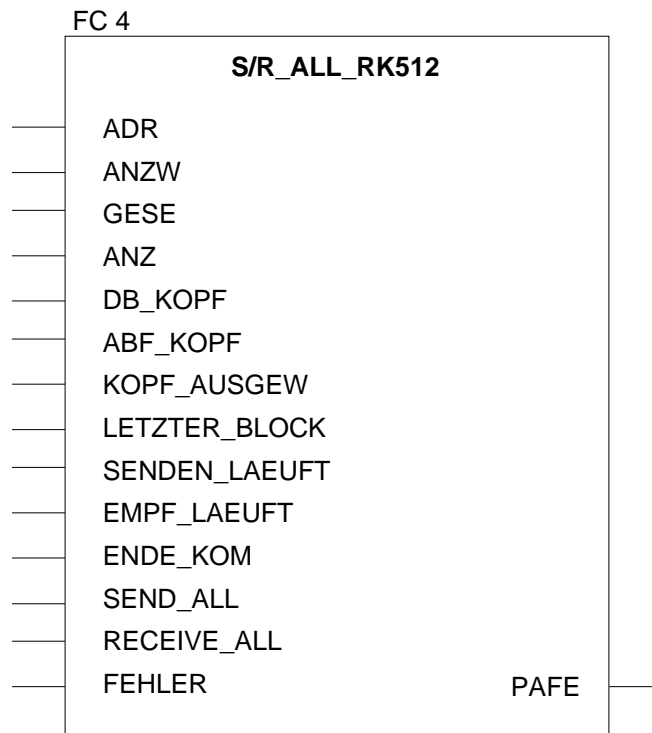 FC 4
S/R_ALL_RK512
ADR
ANZW
GESE
ANZ
DB_KOPF
ABF_KOPF
KOPF_AUSGEW
LETZTER_BLOCK
SENDEN_LAEUFT
EMPF_LAEUFT
ENDE_KOM
SEND_ALL
RECEIVE_ALL
FEHLER PAFE